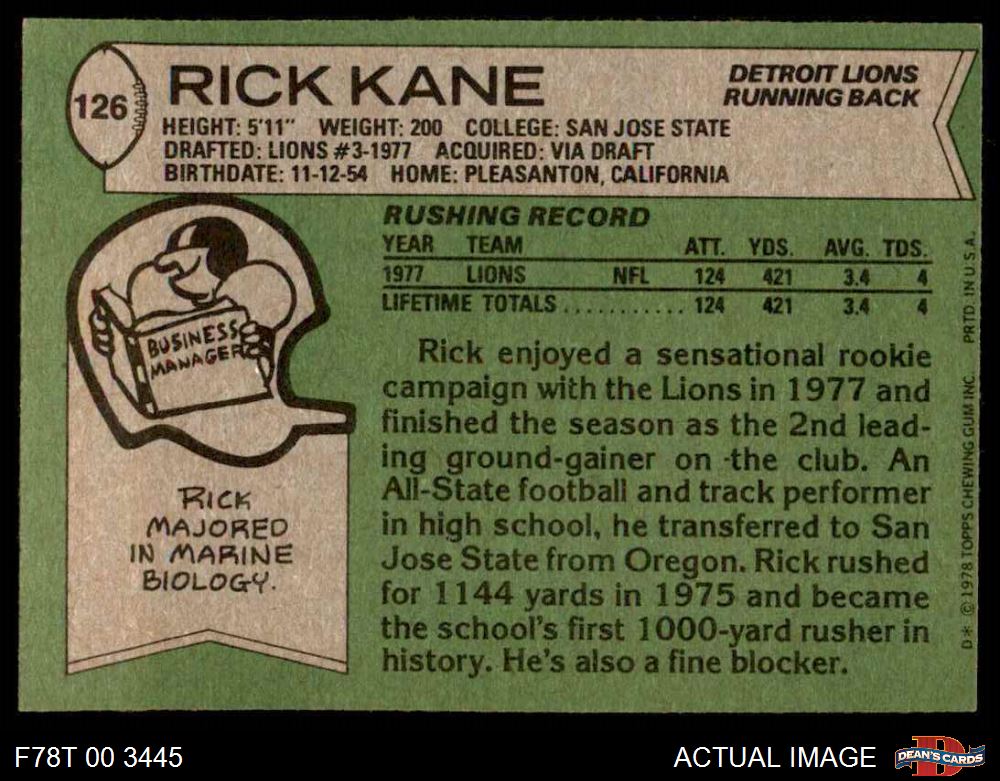 126
RICK KANE
DETROIT LIONS
RUNNING BACK
HEIGHT: 5'11" WEIGHT: 200 COLLEGE: SAN JOSE STATE
DRAFTED: LIONS #3-1977 ACQUIRED: VIA DRAFT
BIRTHDATE: 11-12-54 HOME: PLEASANTON, CALIFORNIA
RUSHING RECORD
YEAR TEAM ATT. YDS. AVG. TDS.
1977 LIONS NFL 124 421 3.4 4
LIFETIME TOTALS ........... 124 421 3.4 4
BUSINESS
MANAGER
RICK
MAJORED
IN MARINE
BIOLOGY.
Rick enjoyed a sensational rookie
campaign with the Lions in 1977 and
finished the season as the 2nd lead-
ing ground-gainer on the club. An
All-State football and track performer
in high school, he transferred to San
Jose State from Oregon. Rick rushed
for 1144 yards in 1975 and became
the school's first 1000-yard rusher in
history. He's also a fine blocker.
D* © 1978 TOPPS CHEWING GUM INC. PRTD. IN U.S.A.
F78T 00 3445
ACTUAL IMAGE
D
DEAN'S CARDS